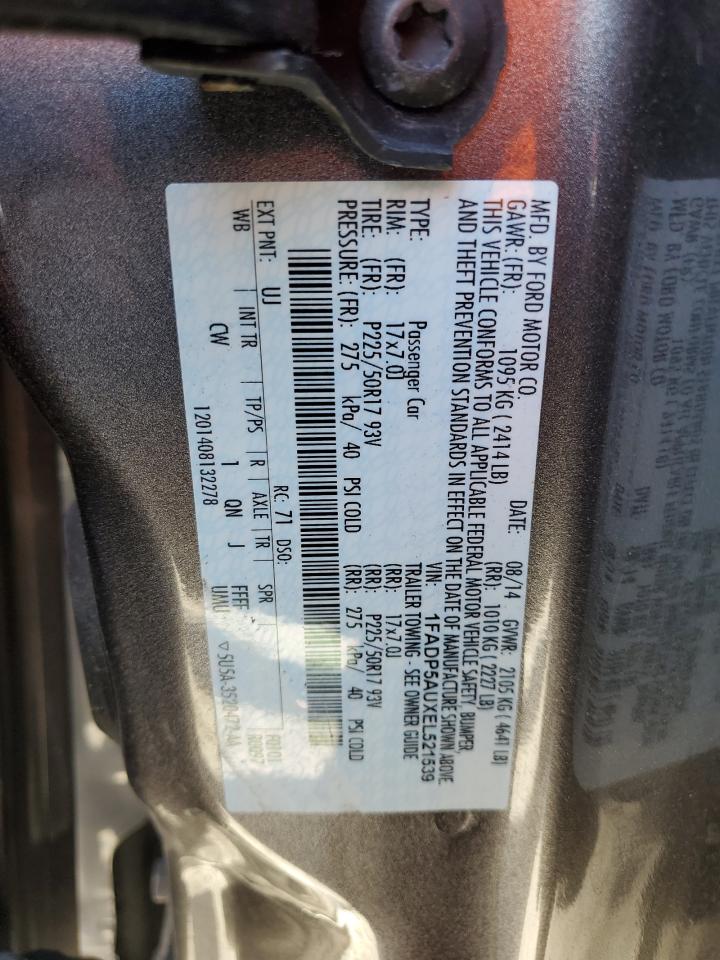 MFD. BY FORD MOTOR CO.
DATE: 08/14 GVWR: 2105 KG ( 4641 LB)
GAWR: (FR): 1095 KG ( 2414 LB) (RR): 1010 KG ( 2227 LB)
THIS VEHICLE CONFORMS TO ALL APPLICABLE FEDERAL MOTOR VEHICLE SAFETY, BUMPER,
AND THEFT PREVENTION STANDARDS IN EFFECT ON THE DATE OF MANUFACTURE SHOWN ABOVE
VIN: 1FADP5AUXEL521539
TYPE: Passenger Car TRAILER TOWING - SEE OWNER GUIDE
RIM: (FR): 17x7.0J (RR): 17x7.0J
TIRE: (FR): P225/50R17 93V (RR): P225/50R17 93V
PRESSURE: (FR): 275 kPa/ 40 PSI COLD (RR): 275 kPa/ 40 PSI COLD
EXT PNT: UJ RC: 71 DSO:
WB INT TR TP/PS R AXLE TR SPR
CW 1 QN J FFFF
1201408132278 UMU